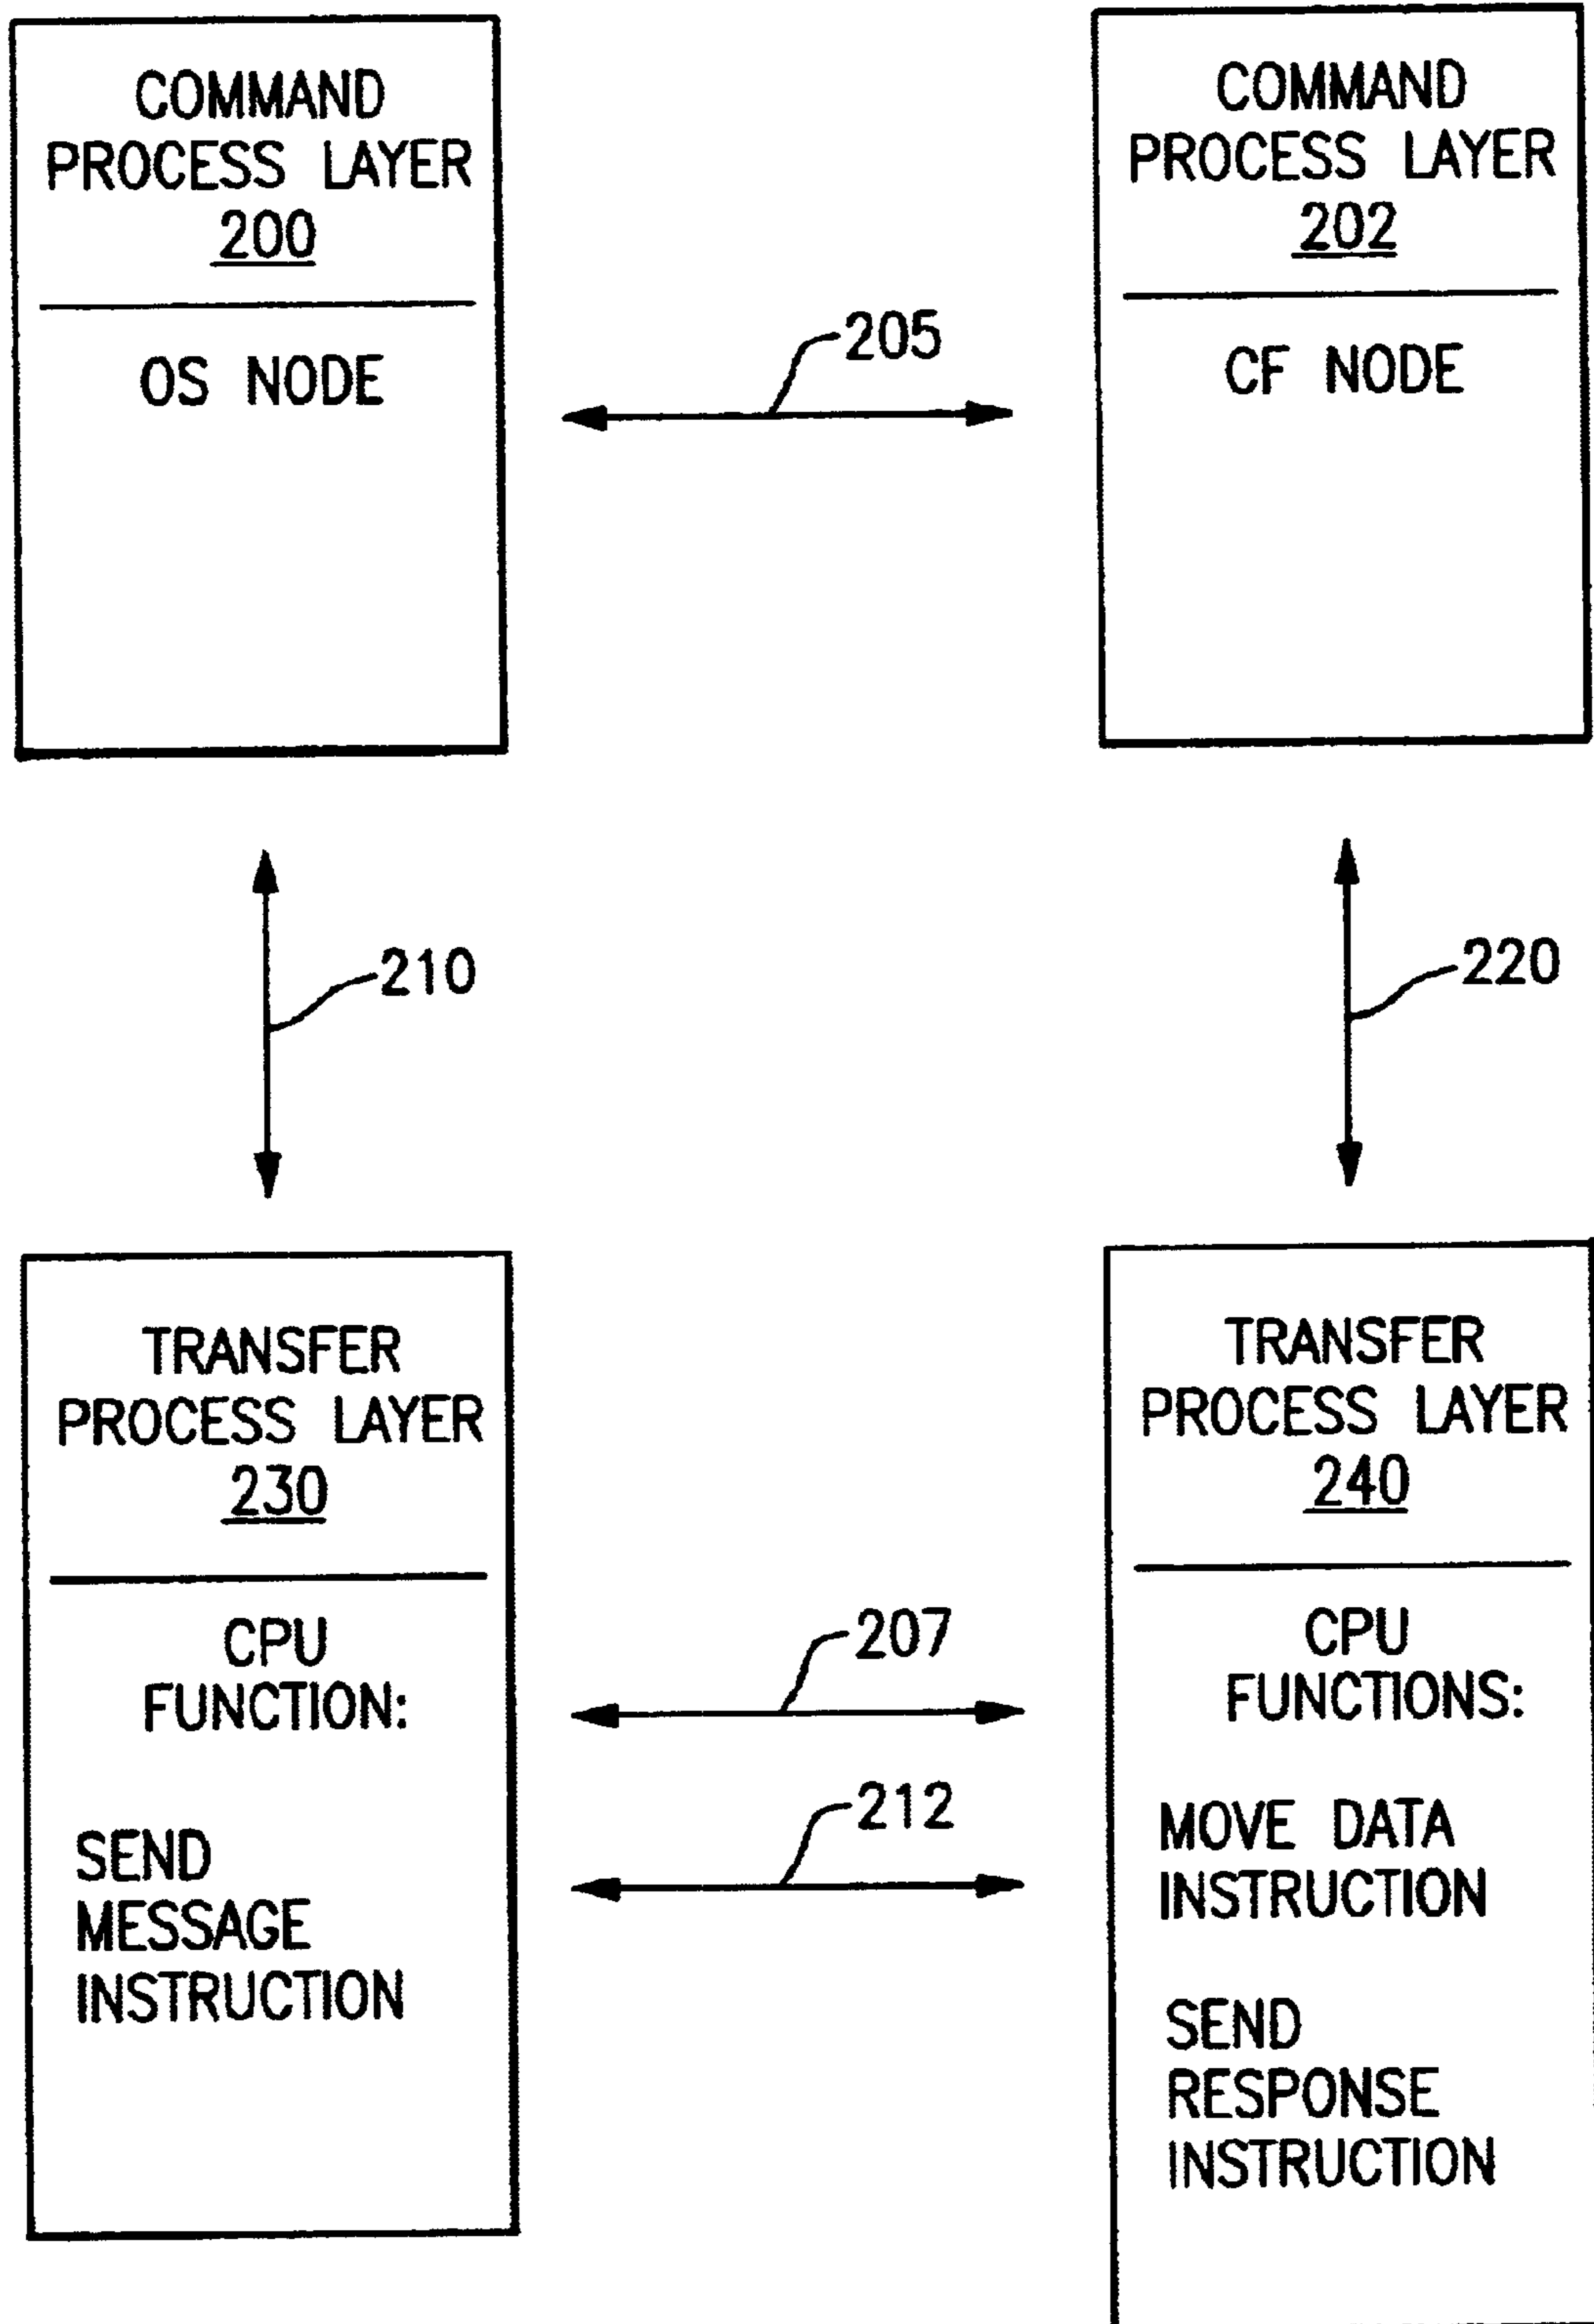 COMMAND
PROCESS LAYER
200
OS NODE
COMMAND
PROCESS LAYER
202
CF NODE
205
210
220
TRANSFER
PROCESS LAYER
230
CPU
FUNCTION:
SEND
MESSAGE
INSTRUCTION
207
212
TRANSFER
PROCESS LAYER
240
CPU
FUNCTIONS:
MOVE DATA
INSTRUCTION
SEND
RESPONSE
INSTRUCTION